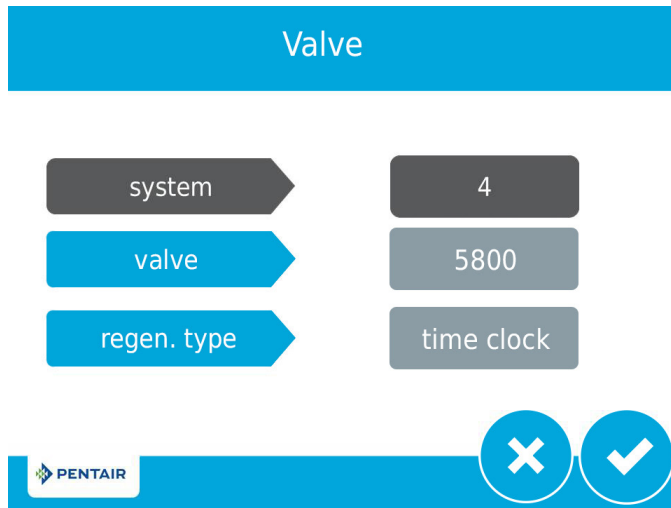 Valve
system 4
valve 5800
regen. type time clock
PENTAIR